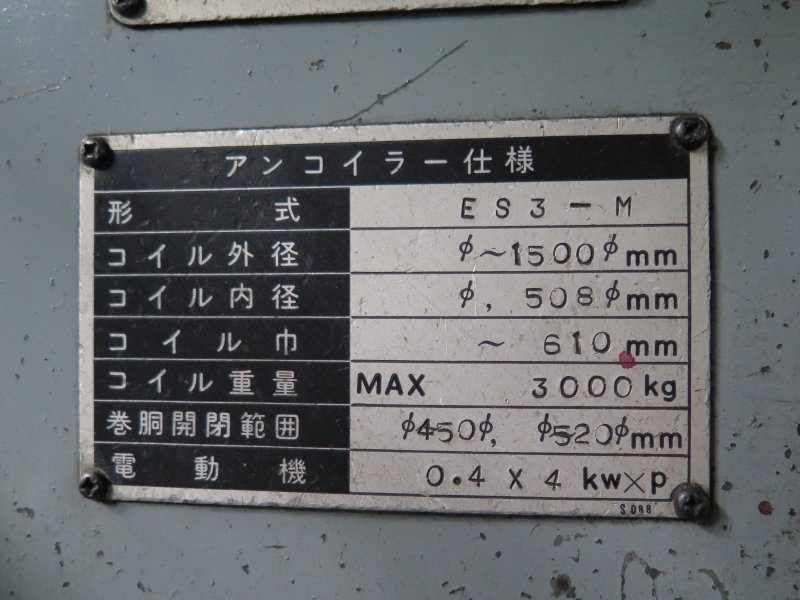 アンコイラー仕様
形式 ES3-M
コイル外径 φ~1500φmm
コイル内径 φ, 508φmm
コイル巾 ~ 610mm
コイル重量 MAX 3000kg
巻胴開閉範囲 φ450φ, φ520φmm
電動機 0.4 X 4 kw×p
S088